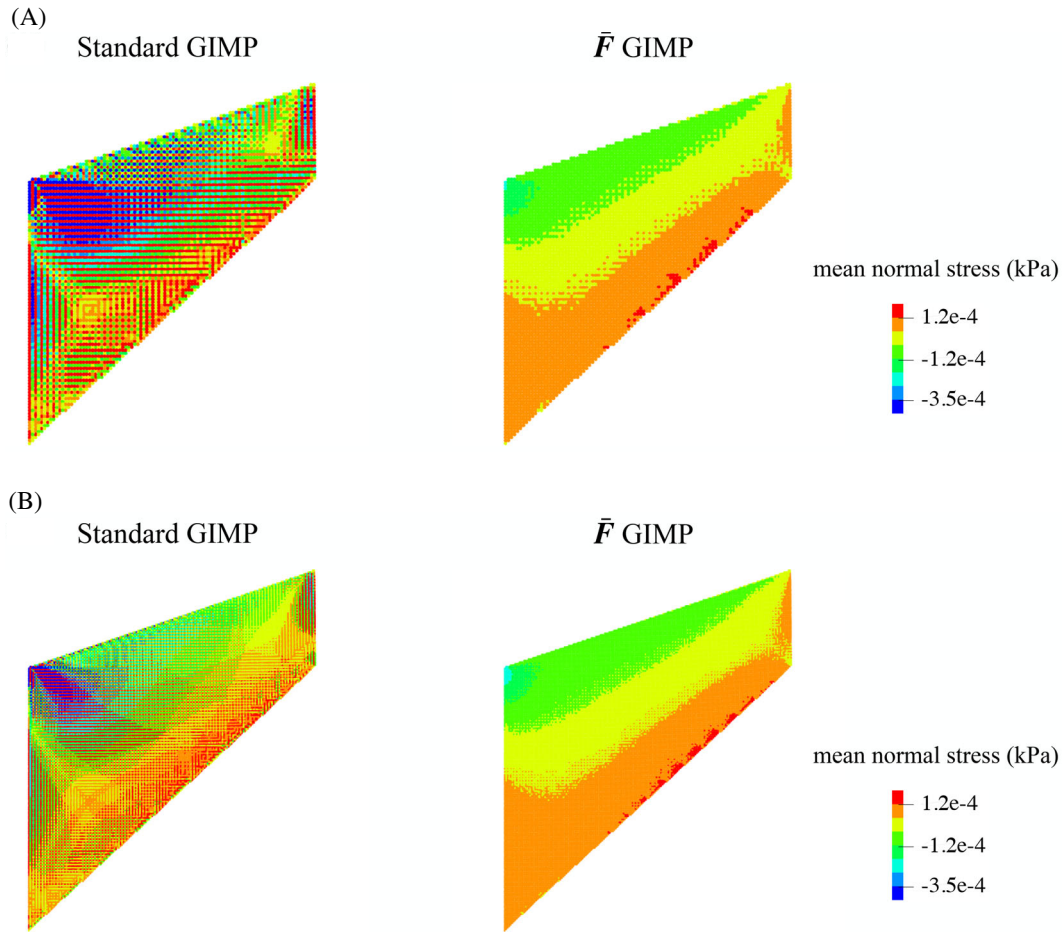 (A)
Standard GIMP
F̄ GIMP
mean normal stress (kPa)
1.2e-4
-1.2e-4
-3.5e-4
(B)
Standard GIMP
F̄ GIMP
mean normal stress (kPa)
1.2e-4
-1.2e-4
-3.5e-4